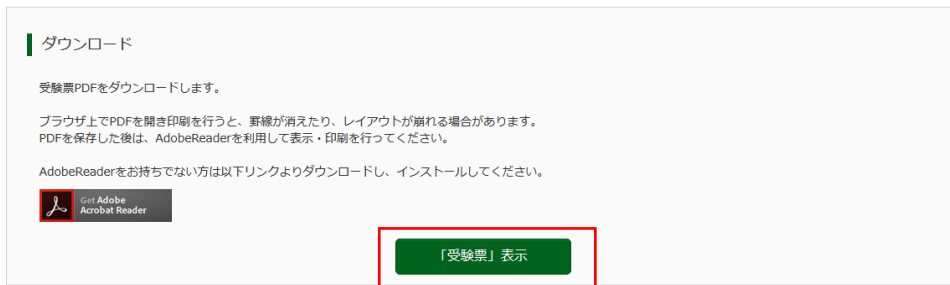 ダウンロード
受験票PDFをダウンロードします。
ブラウザ上でPDFを開き印刷を行うと、罫線が消えたり、レイアウトが崩れる場合があります。
PDFを保存した後は、AdobeReaderを利用して表示・印刷を行ってください。
AdobeReaderをお持ちでない方は以下リンクよりダウンロードし、インストールしてください。
Get Adobe
Acrobat Reader
「受験票」表示